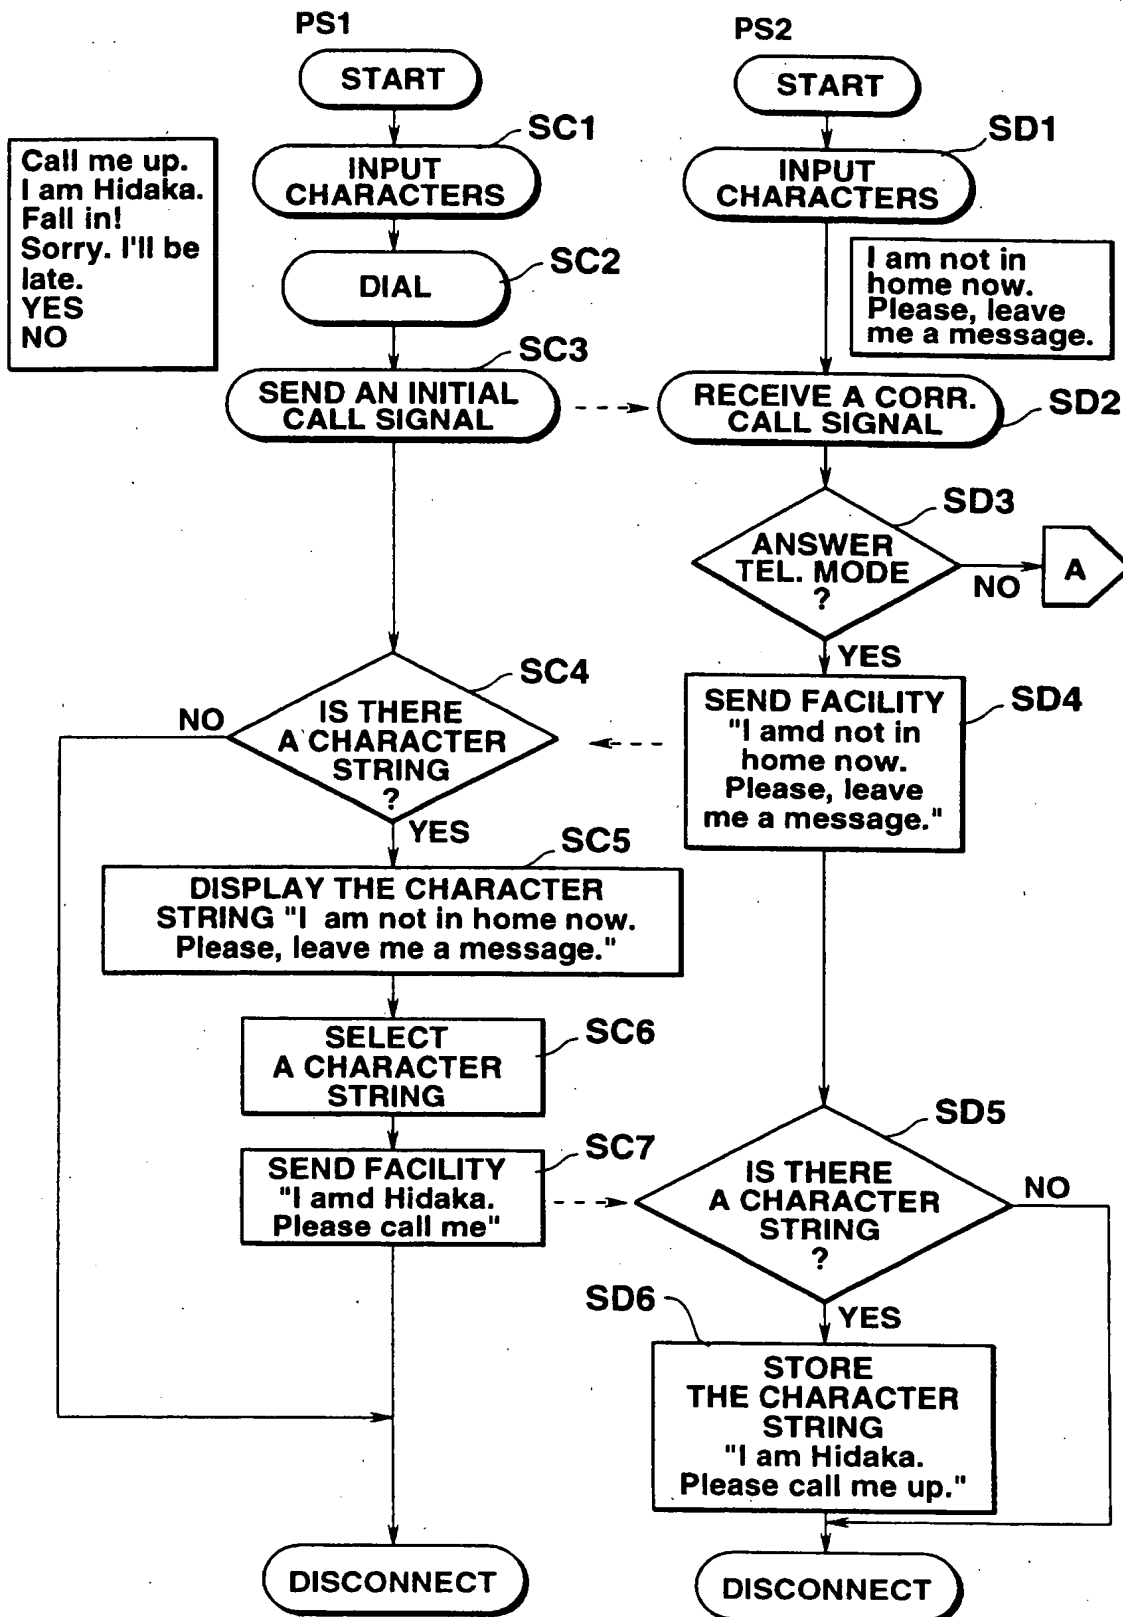 PS1
START
SC1
INPUT
CHARACTERS
Call me up.
I am Hidaka.
Fall in!
Sorry. I'll be
late.
YES
NO
SC2
DIAL
SC3
SEND AN INITIAL
CALL SIGNAL
SC4
IS THERE
A CHARACTER
STRING
?
NO
YES
SC5
DISPLAY THE CHARACTER
STRING "I am not in home now.
Please, leave me a message."
SC6
SELECT
A CHARACTER
STRING
SC7
SEND FACILITY
"I amd Hidaka.
Please call me"
DISCONNECT
PS2
START
SD1
INPUT
CHARACTERS
I am not in
home now.
Please, leave
me a message.
RECEIVE A CORR.
CALL SIGNAL
SD2
SD3
ANSWER
TEL. MODE
?
NO
A
YES
SD4
SEND FACILITY
"I amd not in
home now.
Please, leave
me a message."
SD5
IS THERE
A CHARACTER
STRING
?
NO
YES
SD6
STORE
THE CHARACTER
STRING
"I am Hidaka.
Please call me up."
DISCONNECT